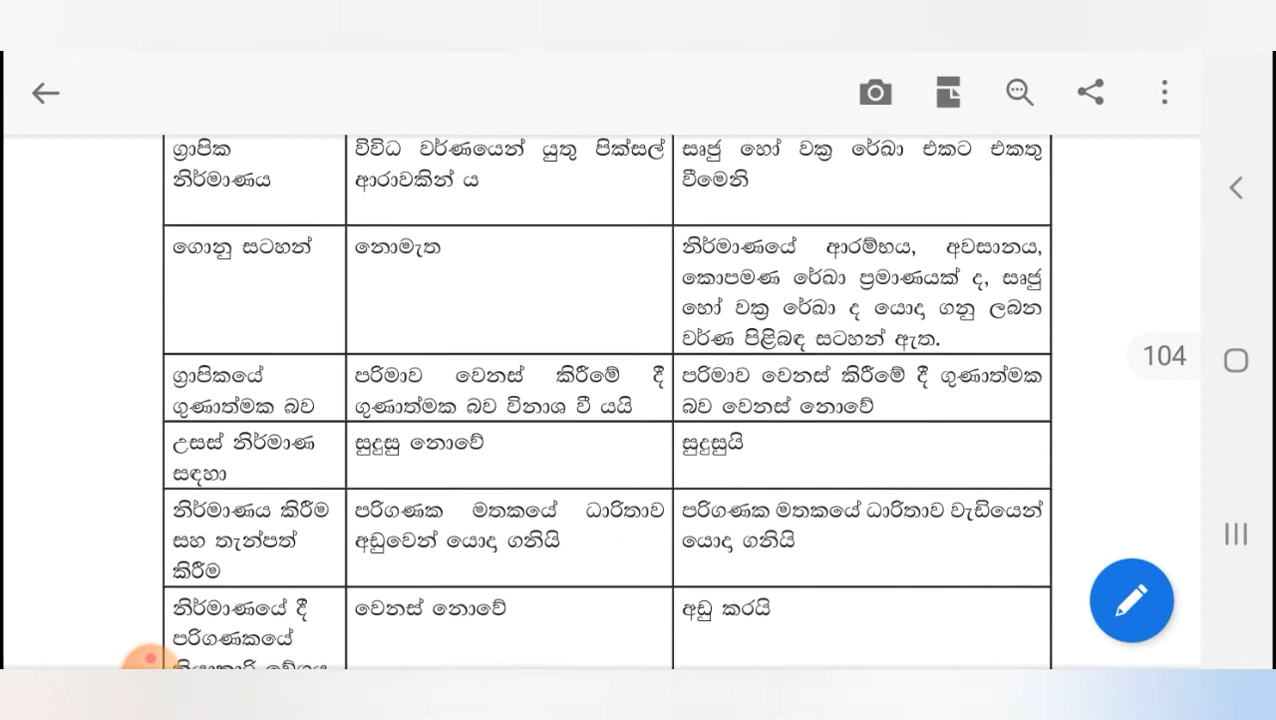 ග්‍රාපික
නිර්මාණය
විවිධ වර්ණයෙන් යුතු පික්සල්
ආරාවකින් ය
සෘජු හෝ වක්‍ර රේඛා එකට එකතු
වීමෙනි
ගොනු සටහන්
නොමැත
නිර්මාණයේ ආරම්භය, අවසානය,
කොපමණ රේඛා ප්‍රමාණයක් ද, සෘජු
හෝ වක්‍ර රේඛා ද යොදා ගනු ලබන
වර්ණ පිළිබඳ සටහන් ඇත.
104
ග්‍රාපිකයේ
ගුණාත්මක බව
පරිමාව වෙනස් කිරීමේ දී
ගුණාත්මක බව විනාශ වී යයි
පරිමාව වෙනස් කිරීමේ දී ගුණාත්මක
බව වෙනස් නොවේ
උසස් නිර්මාණ
සඳහා
සුදුසු නොවේ
සුදුසුයි
නිර්මාණය කිරීම
සහ තැන්පත්
කිරීම
පරිගණක මතකයේ ධාරිතාව
අඩුවෙන් යොදා ගනියි
පරිගණක මතකයේ ධාරිතාව වැඩියෙන්
යොදා ගනියි
නිර්මාණයේ දී
පරිගණකයේ
වෙනස් නොවේ
අඩු කරයි